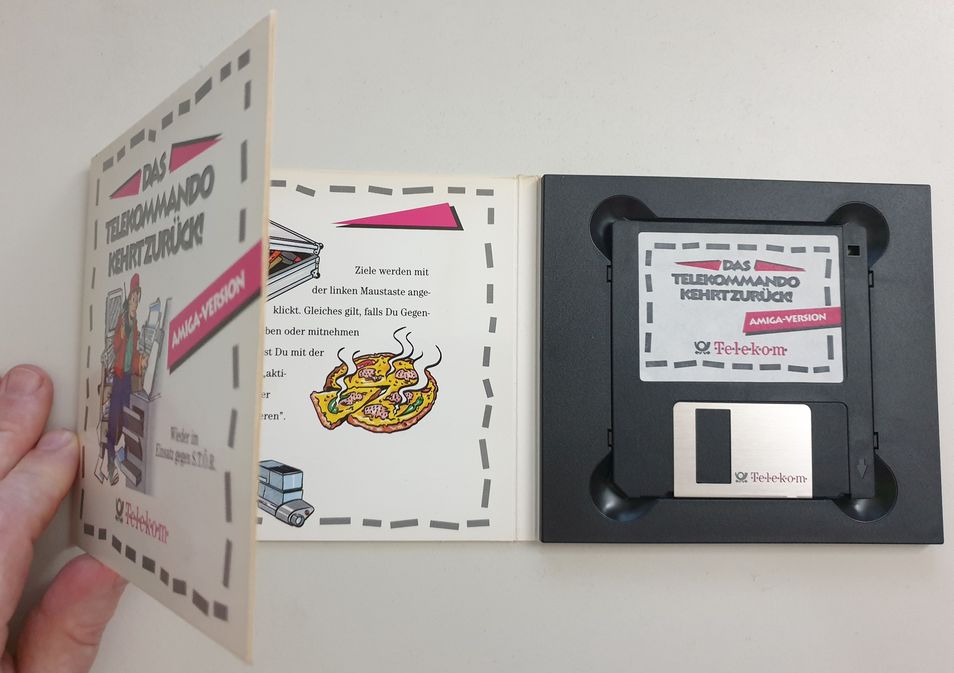 DAS
TELEKOMMANDO
KEHRT ZURÜCK!
AMIGA-VERSION
Wieder im
Einsatz gegen S.T.Ö.R
Telekom
Ziele werden mit
der linken Maustaste ange-
klickt. Gleiches gilt, falls Du Gegen-
ben oder mitnehmen
st Du mit der
akti-
er
eren".
DAS
TELEKOMMANDO
KEHRT ZURÜCK!
AMIGA-VERSION
Telekom
Telekom